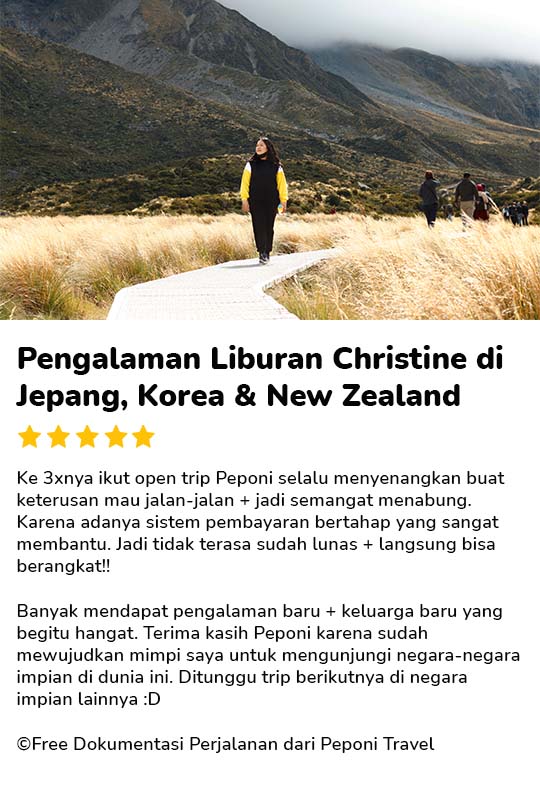 Pengalaman Liburan Christine di
Jepang, Korea & New Zealand
Ke 3xnya ikut open trip Peponi selalu menyenangkan buat
keterusan mau jalan-jalan + jadi semangat menabung.
Karena adanya sistem pembayaran bertahap yang sangat
membantu. Jadi tidak terasa sudah lunas + langsung bisa
berangkat!!
Banyak mendapat pengalaman baru + keluarga baru yang
begitu hangat. Terima kasih Peponi karena sudah
mewujudkan mimpi saya untuk mengunjungi negara-negara
impian di dunia ini. Ditunggu trip berikutnya di negara
impian lainnya :D
©Free Dokumentasi Perjalanan dari Peponi Travel